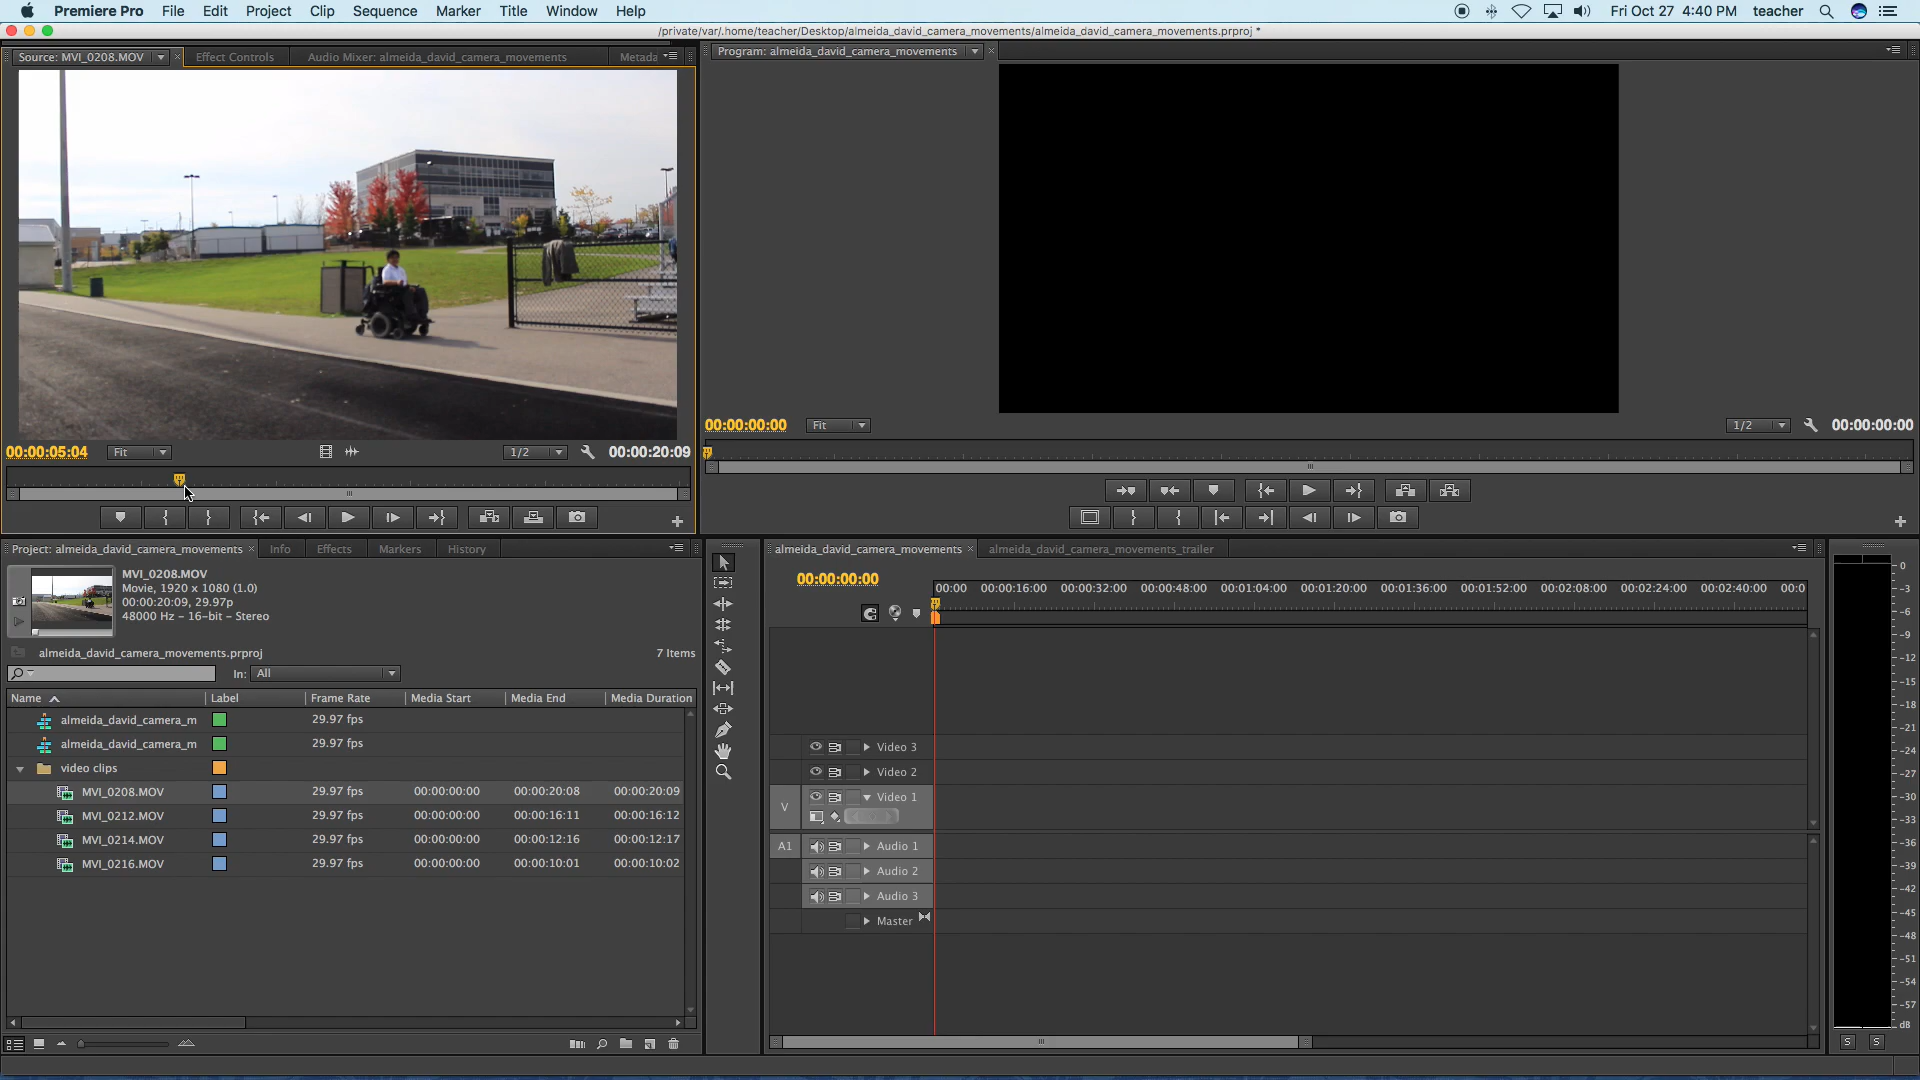 Premiere Pro File Edit Project Clip Sequence Marker Title Window Help Fri Oct 27 4:40 PM teacher
/private/var/.home/teacher/Desktop/almeida_david_camera_movements/almeida_david_camera_movements.prproj *
Source: MVI_0208.MOV Effect Controls Audio Mixer: almeida_david_camera_movements Metada
Program: almeida_david_camera_movements
00:00:05:04 Fit 1/2 00:00:20:09
00:00:00:00 Fit 1/2 00:00:00:00
Project: almeida_david_camera_movements Info Effects Markers History
MVI_0208.MOV
Movie, 1920 x 1080 (1.0)
00:00:20:09, 29.97p
48000 Hz - 16-bit - Stereo
almeida_david_camera_movements.prproj 7 Items
In: All
Name Label Frame Rate Media Start Media End Media Duration
almeida_david_camera_m 29.97 fps
almeida_david_camera_m 29.97 fps
video clips
MVI_0208.MOV 29.97 fps 00:00:00:00 00:00:20:08 00:00:20:09
MVI_0212.MOV 29.97 fps 00:00:00:00 00:00:16:11 00:00:16:12
MVI_0214.MOV 29.97 fps 00:00:00:00 00:00:12:16 00:00:12:17
MVI_0216.MOV 29.97 fps 00:00:00:00 00:00:10:01 00:00:10:02
almeida_david_camera_movements almeida_david_camera_movements_trailer
00:00:00:00
00:00 00:00:16:00 00:00:32:00 00:00:48:00 00:01:04:00 00:01:20:00 00:01:36:00 00:01:52:00 00:02:08:00 00:02:24:00 00:02:40:00 00:0
Video 3
Video 2
V Video 1
A1 Audio 1
Audio 2
Audio 3
Master
0
-3
-6
-9
-12
-15
-18
-21
-24
-27
-30
-33
-36
-39
-42
-45
-48
-51
-54
-57
dB
S S